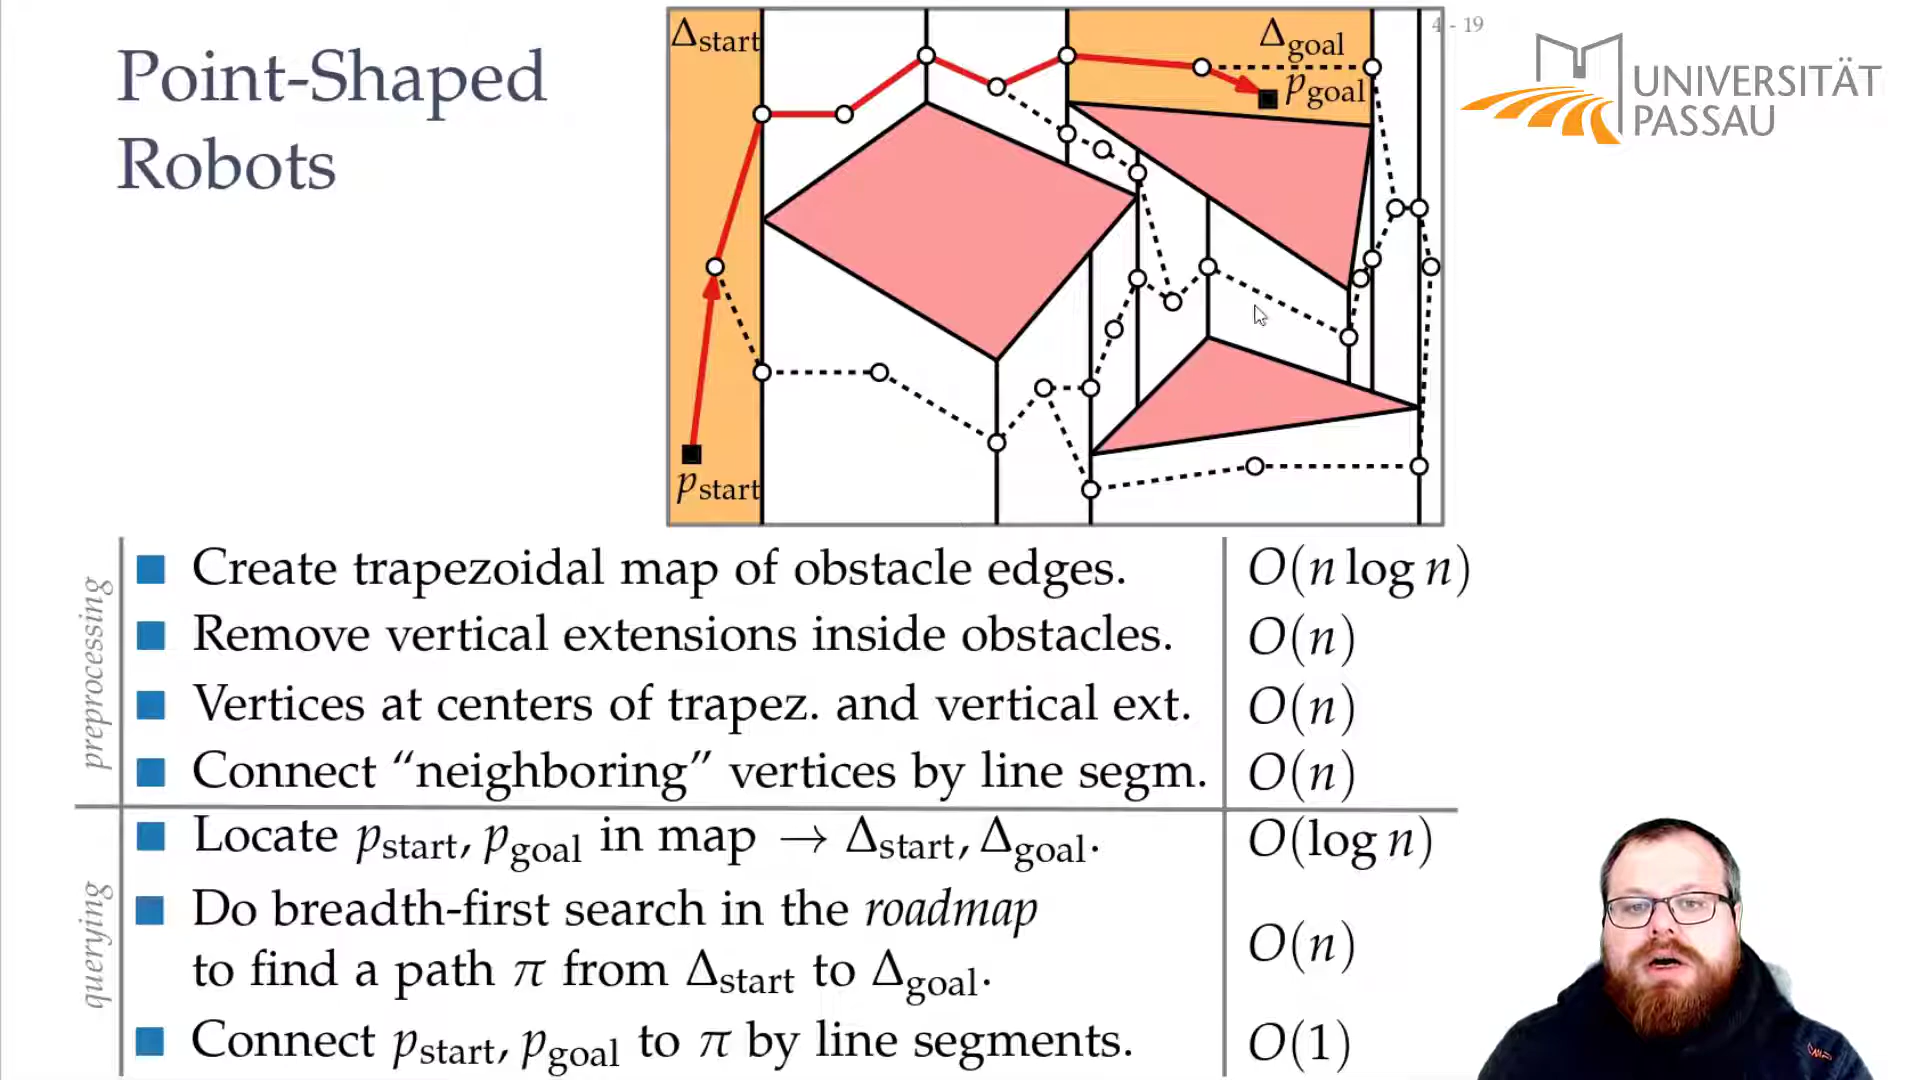 Point-Shaped
Robots
Δstart
Δgoal
pgoal
pstart
4 - 19
UNIVERSITÄT
PASSAU
preprocessing
Create trapezoidal map of obstacle edges. O(n log n)
Remove vertical extensions inside obstacles. O(n)
Vertices at centers of trapez. and vertical ext. O(n)
Connect “neighboring” vertices by line segm. O(n)
querying
Locate pstart, pgoal in map → Δstart, Δgoal. O(log n)
Do breadth-first search in the roadmap
to find a path π from Δstart to Δgoal. O(n)
Connect pstart, pgoal to π by line segments. O(1)